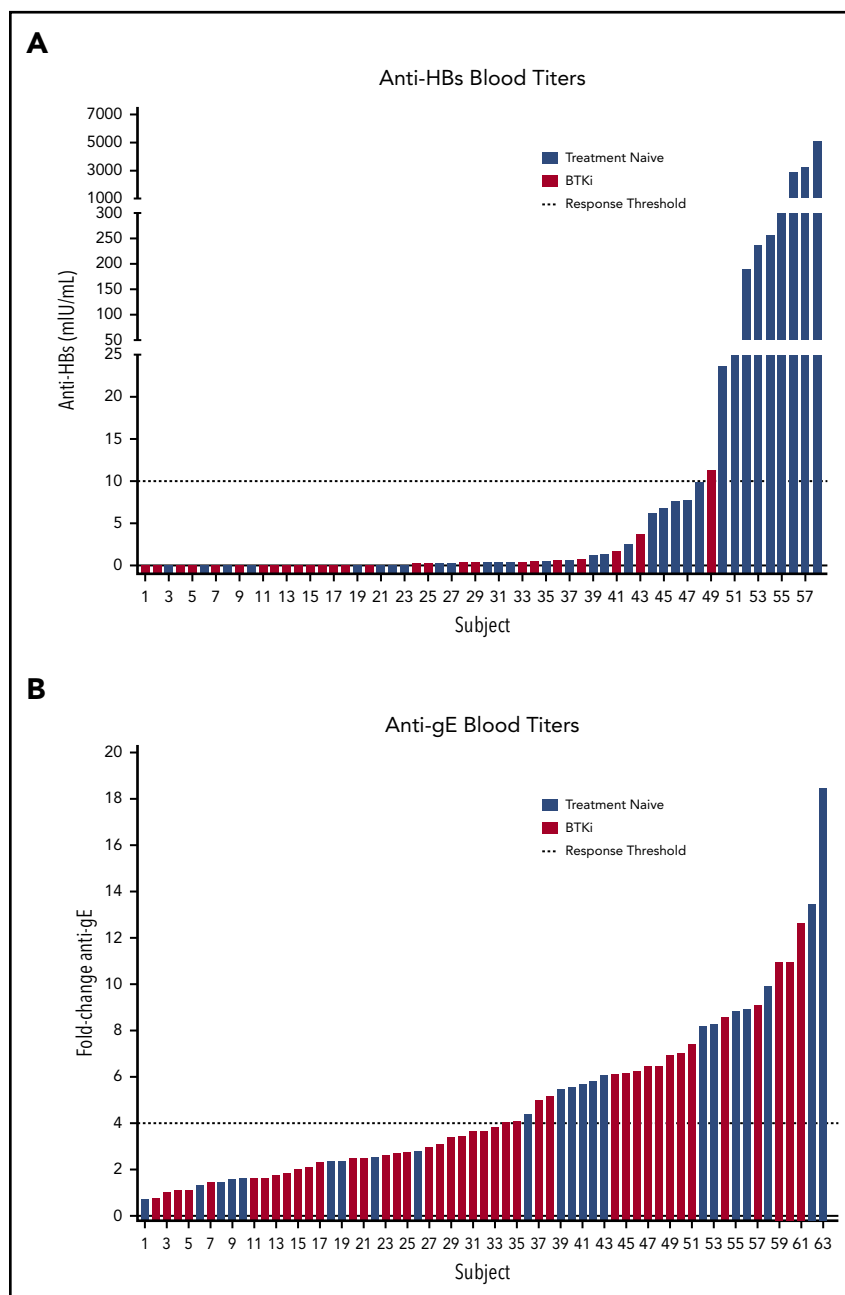 A
Anti-HBs Blood Titers
7000
5000
3000
1000
300
250
200
150
100
50
25
20
15
10
5
0
Anti-HBs (mIU/mL)
Treatment Naive
BTKi
Response Threshold
1 3 5 7 9 11 13 15 17 19 21 23 25 27 29 31 33 35 37 39 41 43 45 47 49 51 53 55 57
Subject
B
Anti-gE Blood Titers
20
18
16
14
12
10
8
6
4
2
0
Fold-change anti-gE
Treatment Naive
BTKi
Response Threshold
1 3 5 7 9 11 13 15 17 19 21 23 25 27 29 31 33 35 37 39 41 43 45 47 49 51 53 55 57 59 61 63
Subject